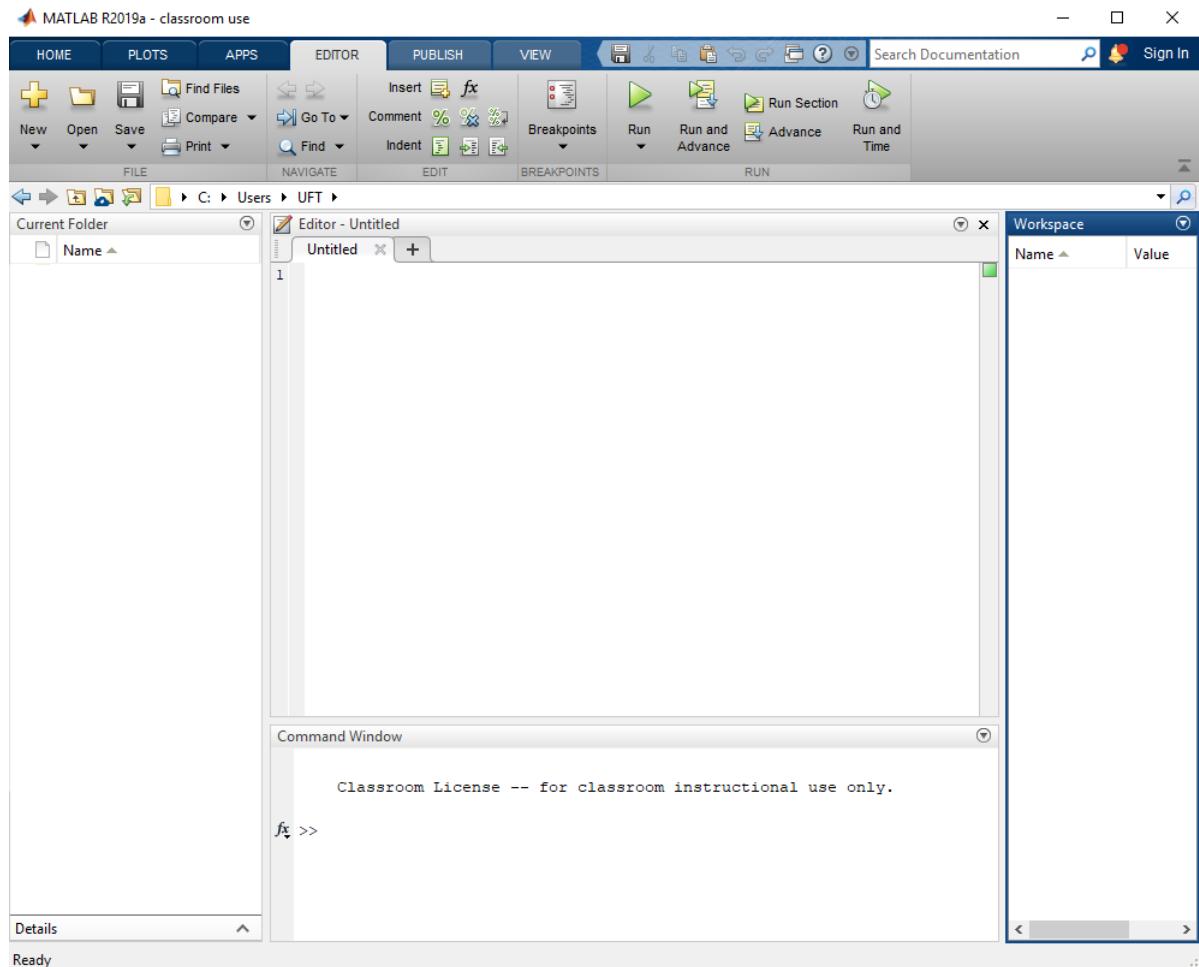 MATLAB R2019a - classroom use
HOME PLOTS APPS EDITOR PUBLISH VIEW Search Documentation Sign In
New Open Save Find Files Compare Print
FILE
Go To Find
NAVIGATE
Insert fx
Comment % %
Indent
EDIT
Breakpoints
BREAKPOINTS
Run Run and Advance Run Section Advance Run and Time
RUN
C: Users UFT
Current Folder
Name
Editor - Untitled
Untitled +
1
Command Window
Classroom License -- for classroom instructional use only.
fx >>
Workspace
Name Value
Details
Ready